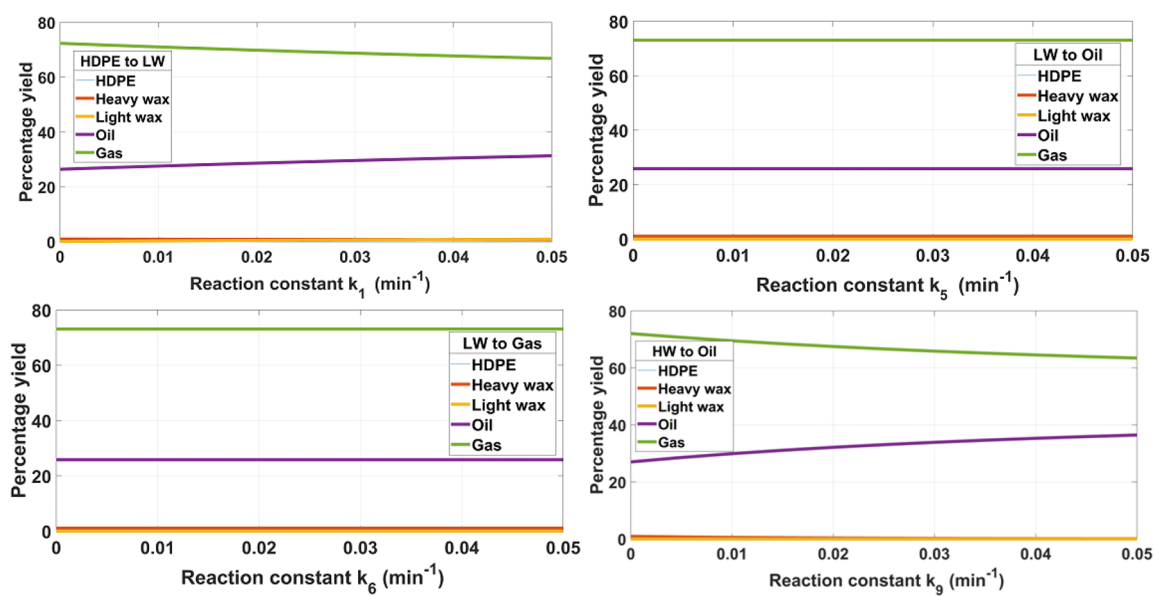 80
60
40
20
0
Percentage yield
HDPE to LW
HDPE
Heavy wax
Light wax
Oil
Gas
0 0.01 0.02 0.03 0.04 0.05
Reaction constant k1 (min-1)
80
60
40
20
0
Percentage yield
LW to Oil
HDPE
Heavy wax
Light wax
Oil
Gas
0 0.01 0.02 0.03 0.04 0.05
Reaction constant k5 (min-1)
80
60
40
20
0
Percentage yield
LW to Gas
HDPE
Heavy wax
Light wax
Oil
Gas
0 0.01 0.02 0.03 0.04 0.05
Reaction constant k6 (min-1)
80
60
40
20
0
Percentage yield
HW to Oil
HDPE
Heavy wax
Light wax
Oil
Gas
0 0.01 0.02 0.03 0.04 0.05
Reaction constant k9 (min-1)